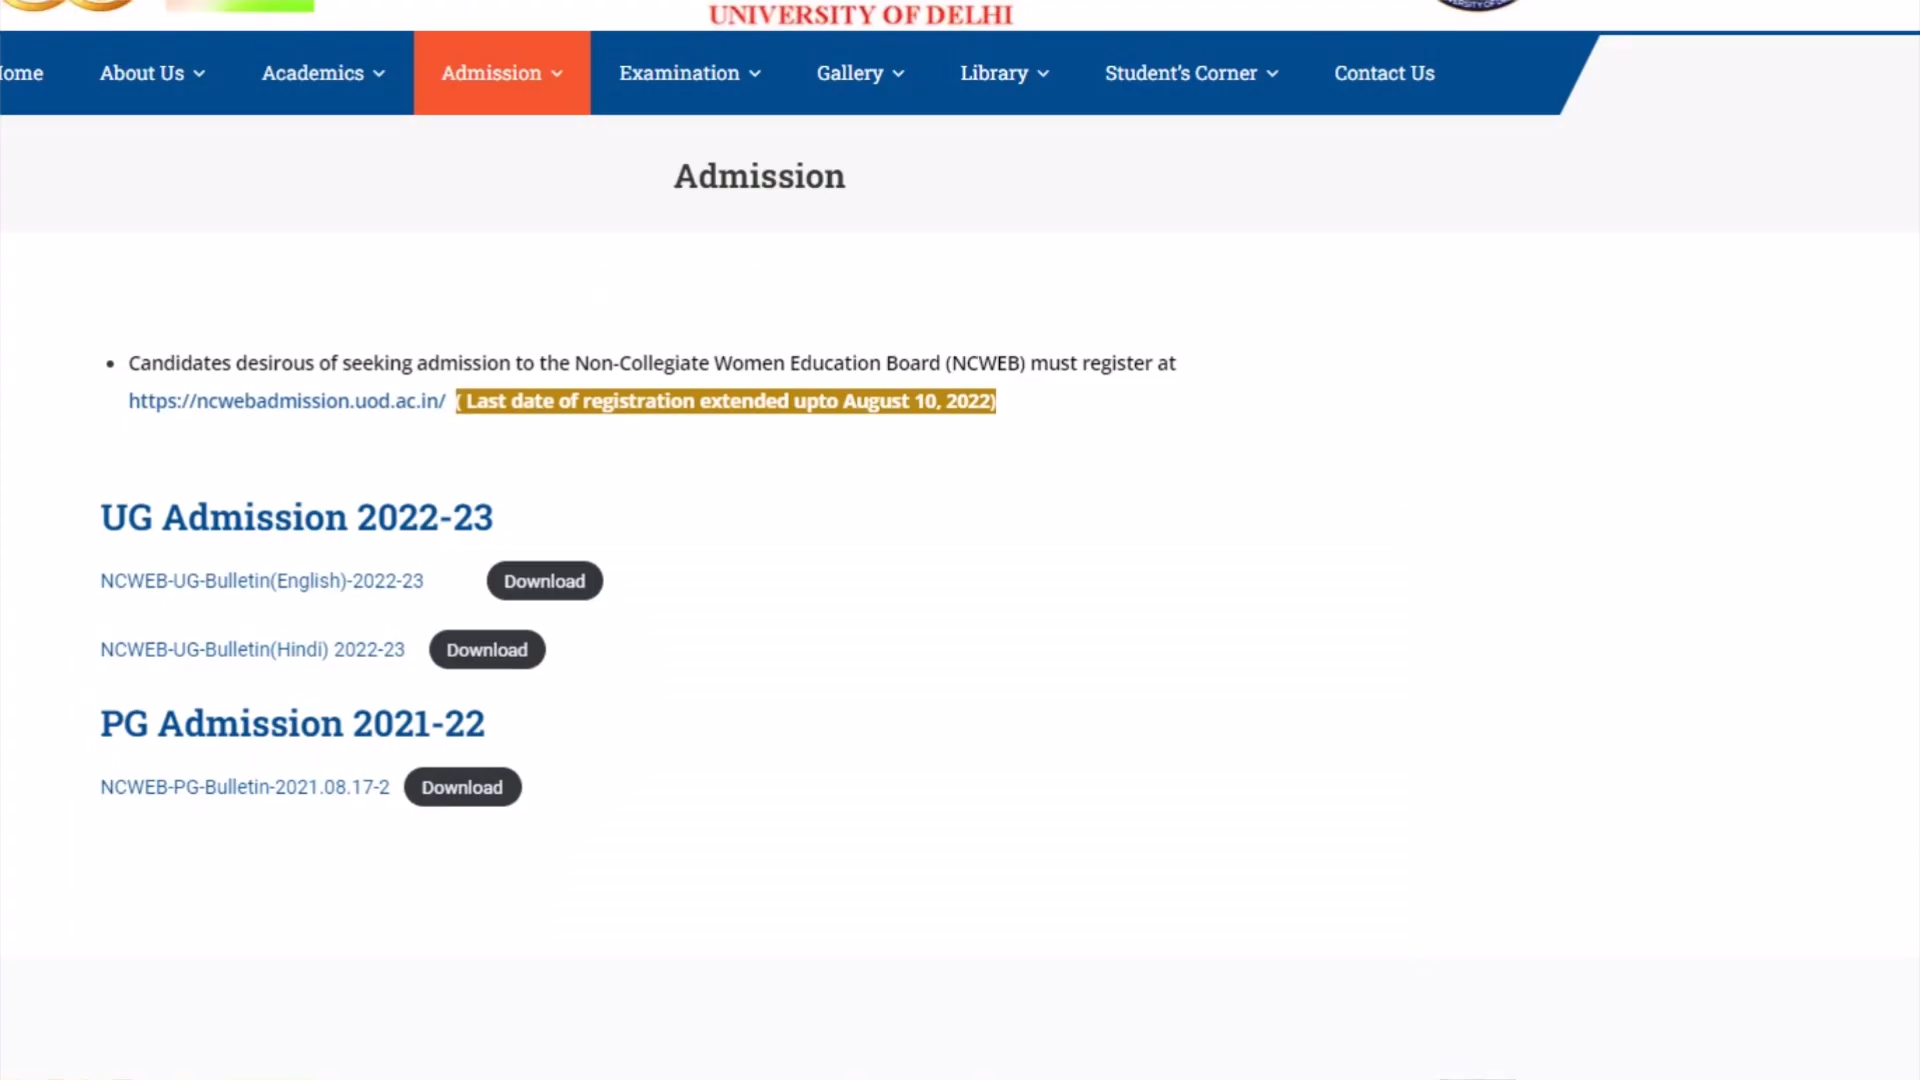 UNIVERSITY OF DELHI
About Us
Academics
Admission
Examination
Gallery
Library
Student's Corner
Contact Us
Admission
Candidates desirous of seeking admission to the Non-Collegiate Women Education Board (NCWEB) must register at
https://ncwebadmission.uod.ac.in/ ( Last date of registration extended upto August 10, 2022)
UG Admission 2022-23
NCWEB-UG-Bulletin(English)-2022-23 Download
NCWEB-UG-Bulletin(Hindi) 2022-23 Download
PG Admission 2021-22
NCWEB-PG-Bulletin-2021.08.17-2 Download